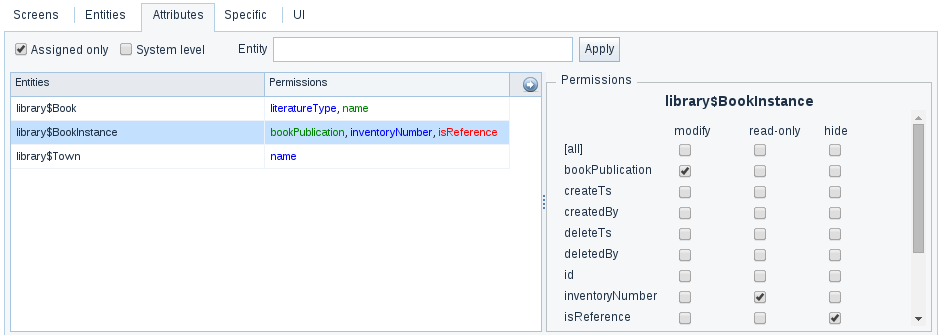 Screens Entities Attributes Specific UI
Assigned only System level Entity Apply
Entities Permissions
library$Book literatureType, name
library$BookInstance bookPublication, inventoryNumber, isReference
library$Town name
Permissions
library$BookInstance
modify read-only hide
[all]
bookPublication
createTs
createdBy
deleteTs
deletedBy
id
inventoryNumber
isReference